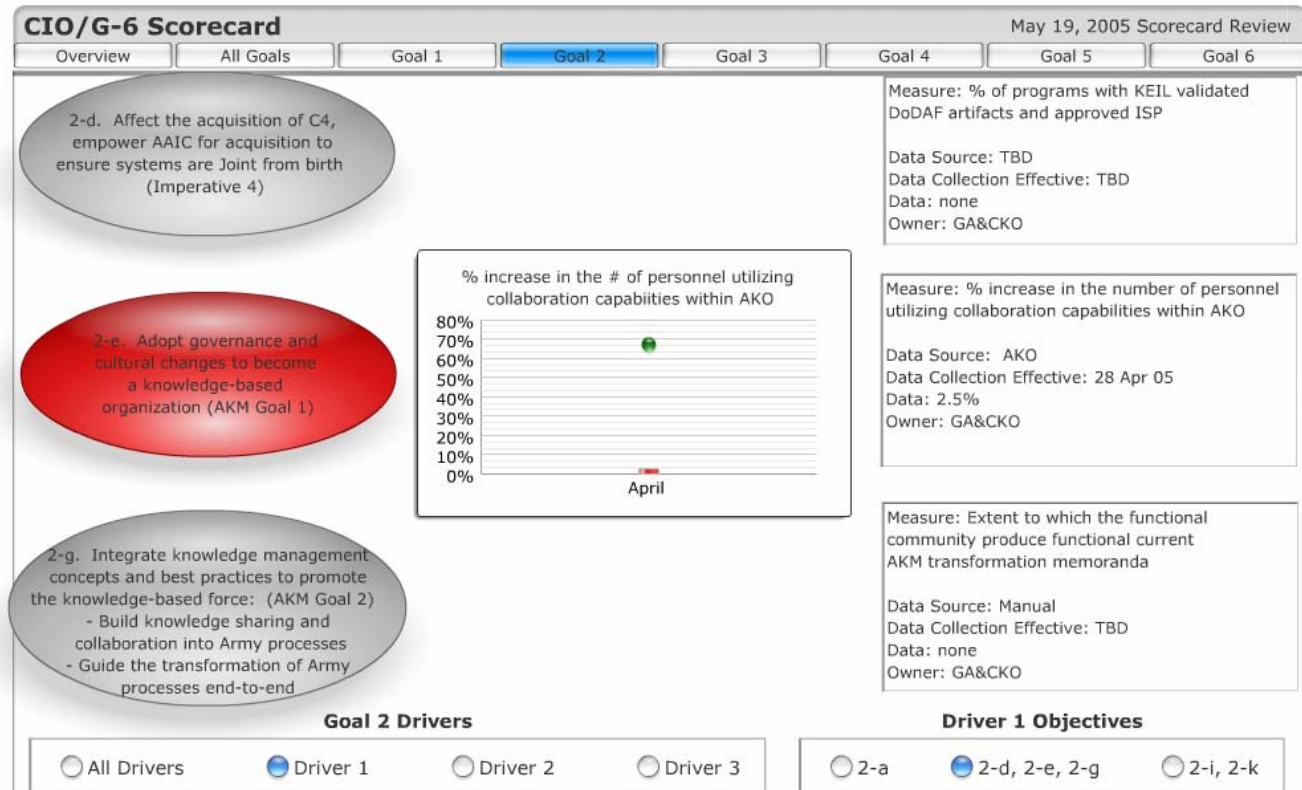 CIO/G-6 Scorecard
May 19, 2005 Scorecard Review
Overview
All Goals
Goal 1
Goal 2
Goal 3
Goal 4
Goal 5
Goal 6
2-d. Affect the acquisition of C4,
empower AAIC for acquisition to
ensure systems are Joint from birth
(Imperative 4)
Measure: % of programs with KEIL validated
DoDAF artifacts and approved ISP
Data Source: TBD
Data Collection Effective: TBD
Data: none
Owner: GA&CKO
2-e. Adopt governance and
cultural changes to become
a knowledge-based
organization (AKM Goal 1)
% increase in the # of personnel utilizing
collaboration capabiities within AKO
80%
70%
60%
50%
40%
30%
20%
10%
0%
April
Measure: % increase in the number of personnel
utilizing collaboration capabilities within AKO
Data Source: AKO
Data Collection Effective: 28 Apr 05
Data: 2.5%
Owner: GA&CKO
2-g. Integrate knowledge management
concepts and best practices to promote
the knowledge-based force: (AKM Goal 2)
- Build knowledge sharing and
collaboration into Army processes
- Guide the transformation of Army
processes end-to-end
Measure: Extent to which the functional
community produce functional current
AKM transformation memoranda
Data Source: Manual
Data Collection Effective: TBD
Data: none
Owner: GA&CKO
Goal 2 Drivers
All Drivers
Driver 1
Driver 2
Driver 3
Driver 1 Objectives
2-a
2-d, 2-e, 2-g
2-i, 2-k